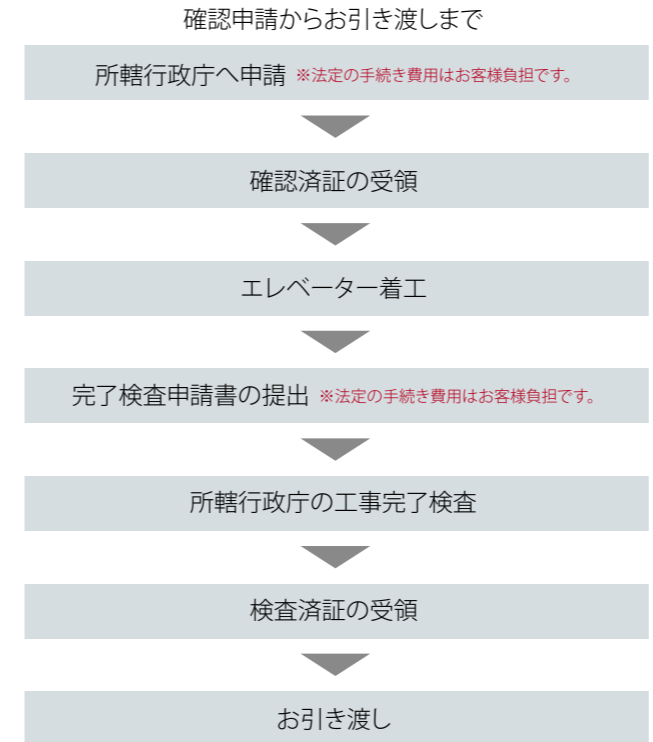 確認申請からお引き渡しまで
所轄行政庁へ申請 ※法定の手続き費用はお客様負担です。
確認済証の受領
エレベーター着工
完了検査申請書の提出 ※法定の手続き費用はお客様負担です。
所轄行政庁の工事完了検査
検査済証の受領
お引き渡し